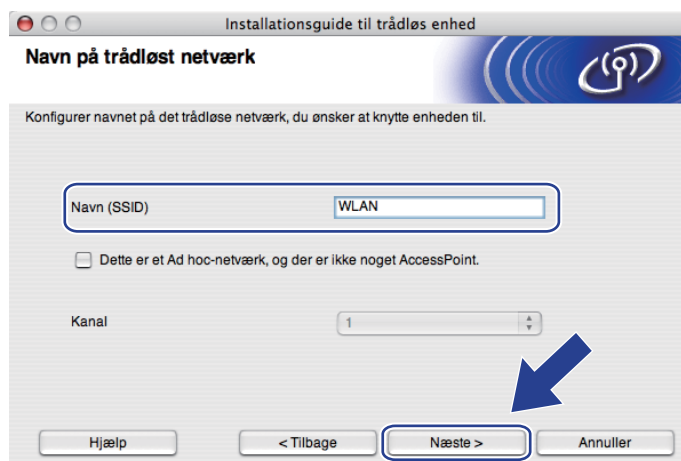 Installationsguide til trådløs enhed
Navn på trådløst netværk
Konfigurer navnet på det trådløse netværk, du ønsker at knytte enheden til.
Navn (SSID) WLAN
Dette er et Ad hoc-netværk, og der er ikke noget AccessPoint.
Kanal 1
Hjælp < Tilbage Næste > Annuller